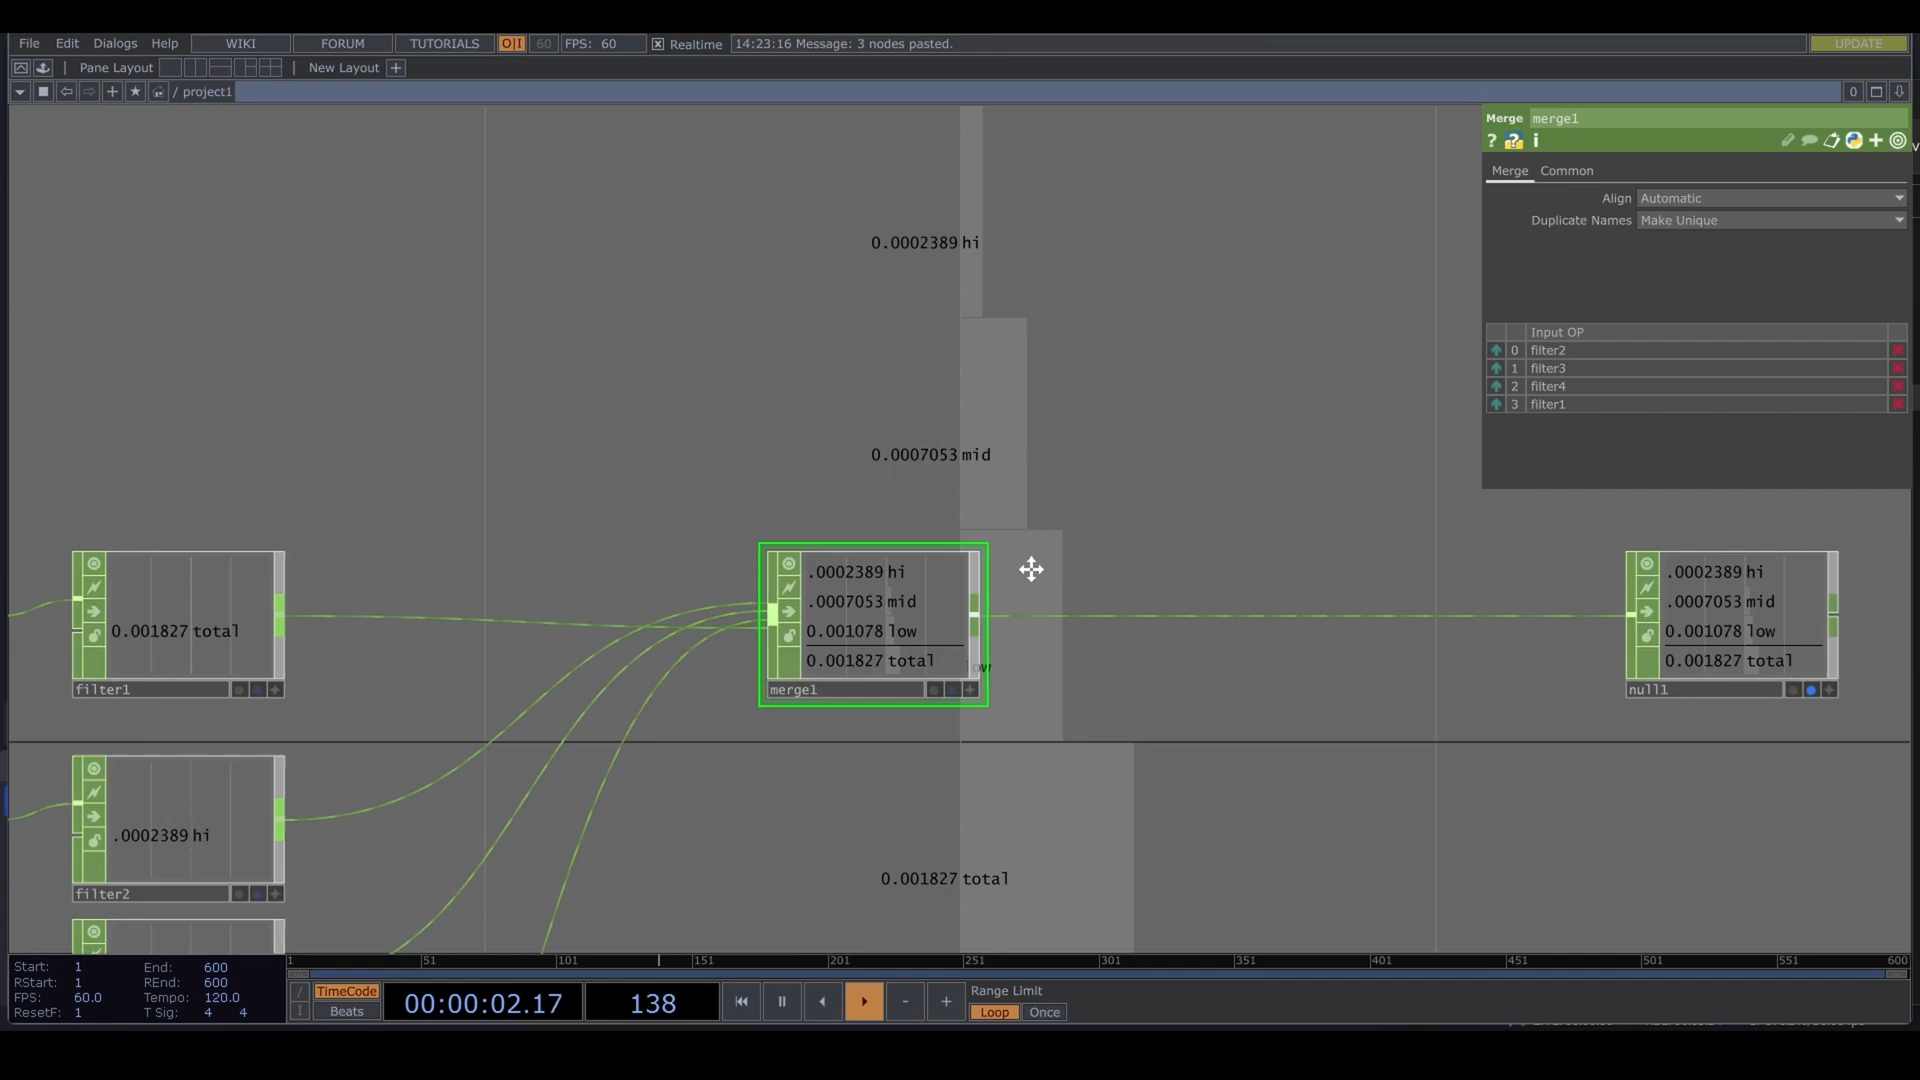 File Edit Dialogs Help WIKI FORUM TUTORIALS O|I 60 FPS: 60 Realtime 14:23:16 Message: 3 nodes pasted. UPDATE
Pane Layout New Layout +
/ project1 0
Merge merge1
? ? i
Merge Common
Align Automatic
Duplicate Names Make Unique
Input OP
0 filter2
1 filter3
2 filter4
3 filter1
0.0002389 hi
0.0007053 mid
0.001827 total
filter1
.0002389 hi
.0007053 mid
0.001078 low
0.001827 total
low
merge1
.0002389 hi
.0007053 mid
0.001078 low
0.001827 total
null1
.0002389 hi
filter2
0.001827 total
1 51 101 151 201 251 301 351 401 451 501 551 600
Start: 1 End: 600
RStart: 1 REnd: 600
FPS: 60.0 Tempo: 120.0
ResetF: 1 T Sig: 4 4
TimeCode
Beats
00:00:02.17
138
- +
Range Limit
Loop Once